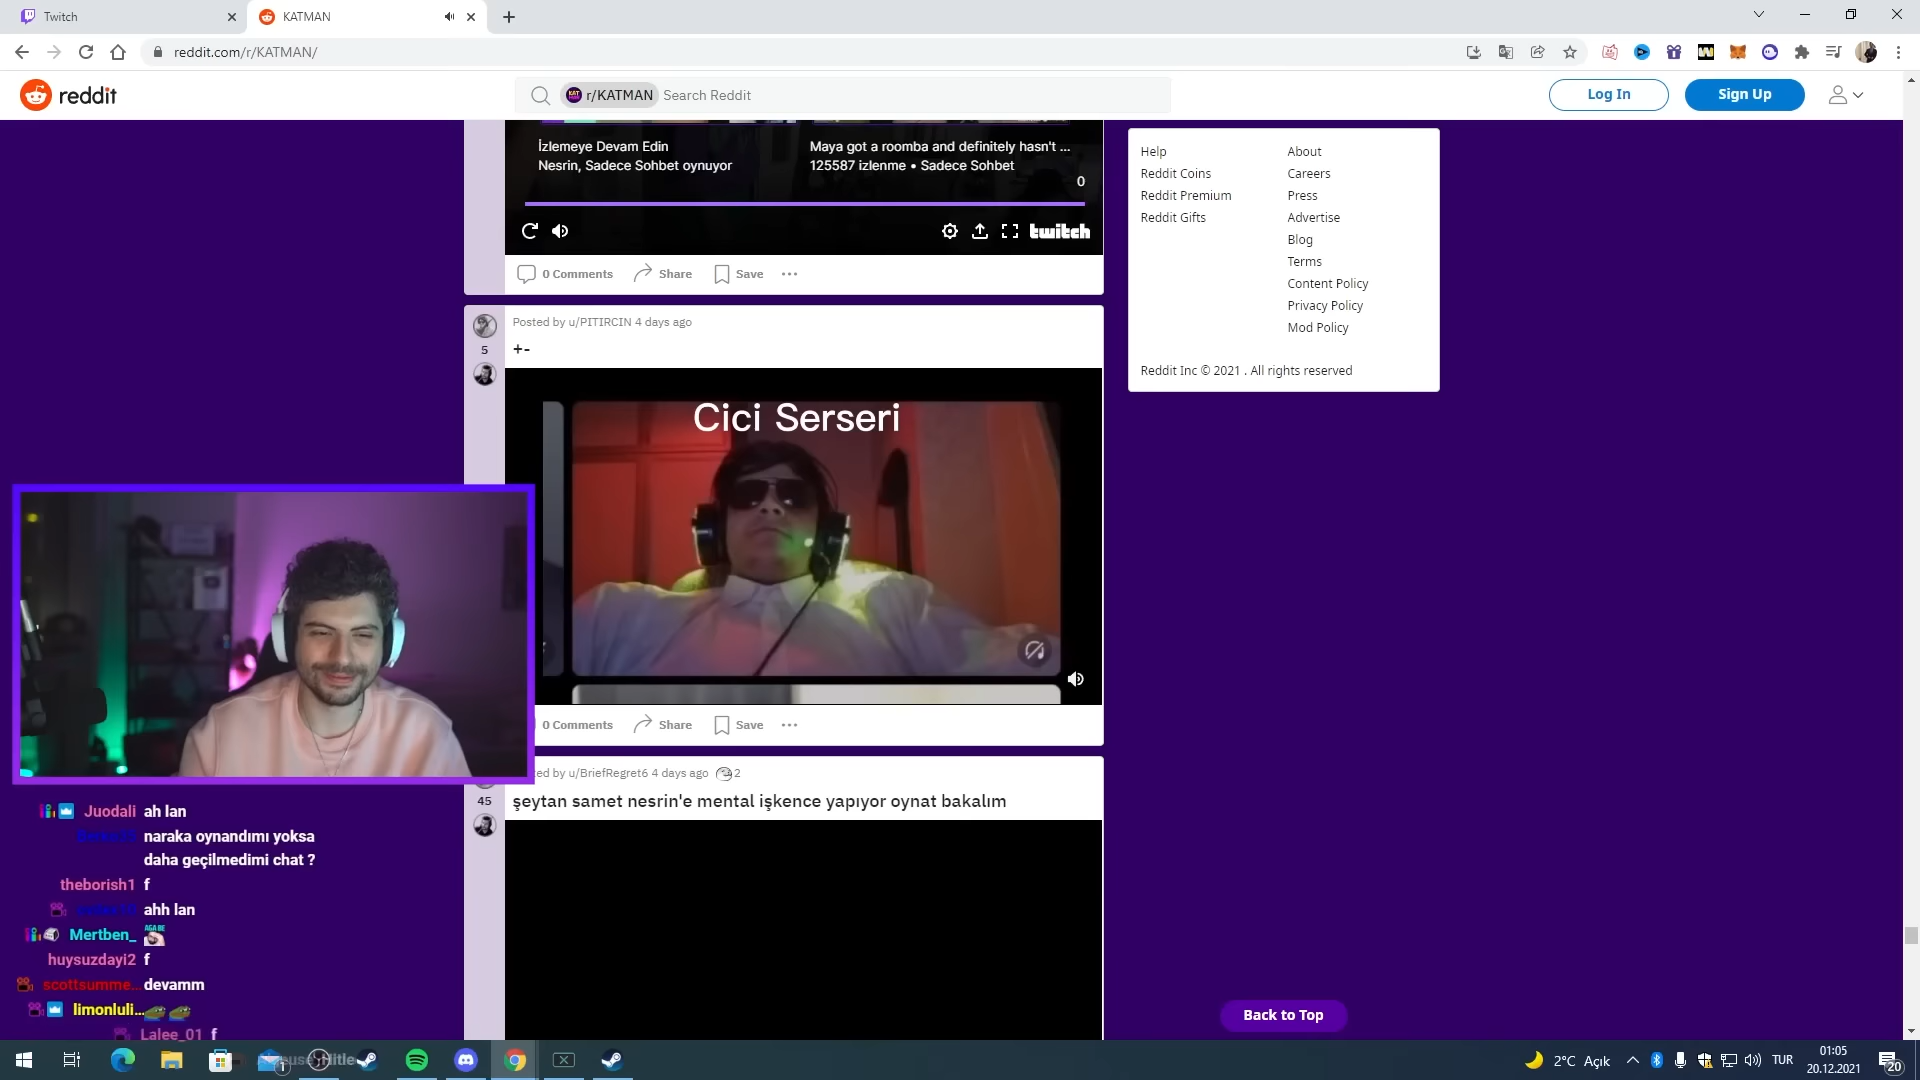 Twitch
KATMAN
reddit.com/r/KATMAN/
reddit
r/KATMAN Search Reddit
Log In
Sign Up
İzlemeye Devam Edin
Nesrin, Sadece Sohbet oynuyor
Maya got a roomba and definitely hasn't ...
125587 izlenme • Sadece Sohbet
0
twitch
0 Comments Share Save
Help
Reddit Coins
Reddit Premium
Reddit Gifts
About
Careers
Press
Advertise
Blog
Terms
Content Policy
Privacy Policy
Mod Policy
Reddit Inc © 2021 . All rights reserved
Posted by u/PITIRCIN 4 days ago
5
+-
Cici Serseri
0 Comments Share Save
ted by u/BriefRegret6 4 days ago 2
45
şeytan samet nesrin'e mental işkence yapıyor oynat bakalım
Juodali ah lan
naraka oynandımı yoksa
daha geçilmedimi chat ?
theborish1 f
ahh lan
Mertben_ AGA BE
huysuzdayi2 f
scottsumme... devamm
limonluli...
Lalee_01 f
Back to Top
1
2°C Açık
TUR
01:05
20.12.2021
20